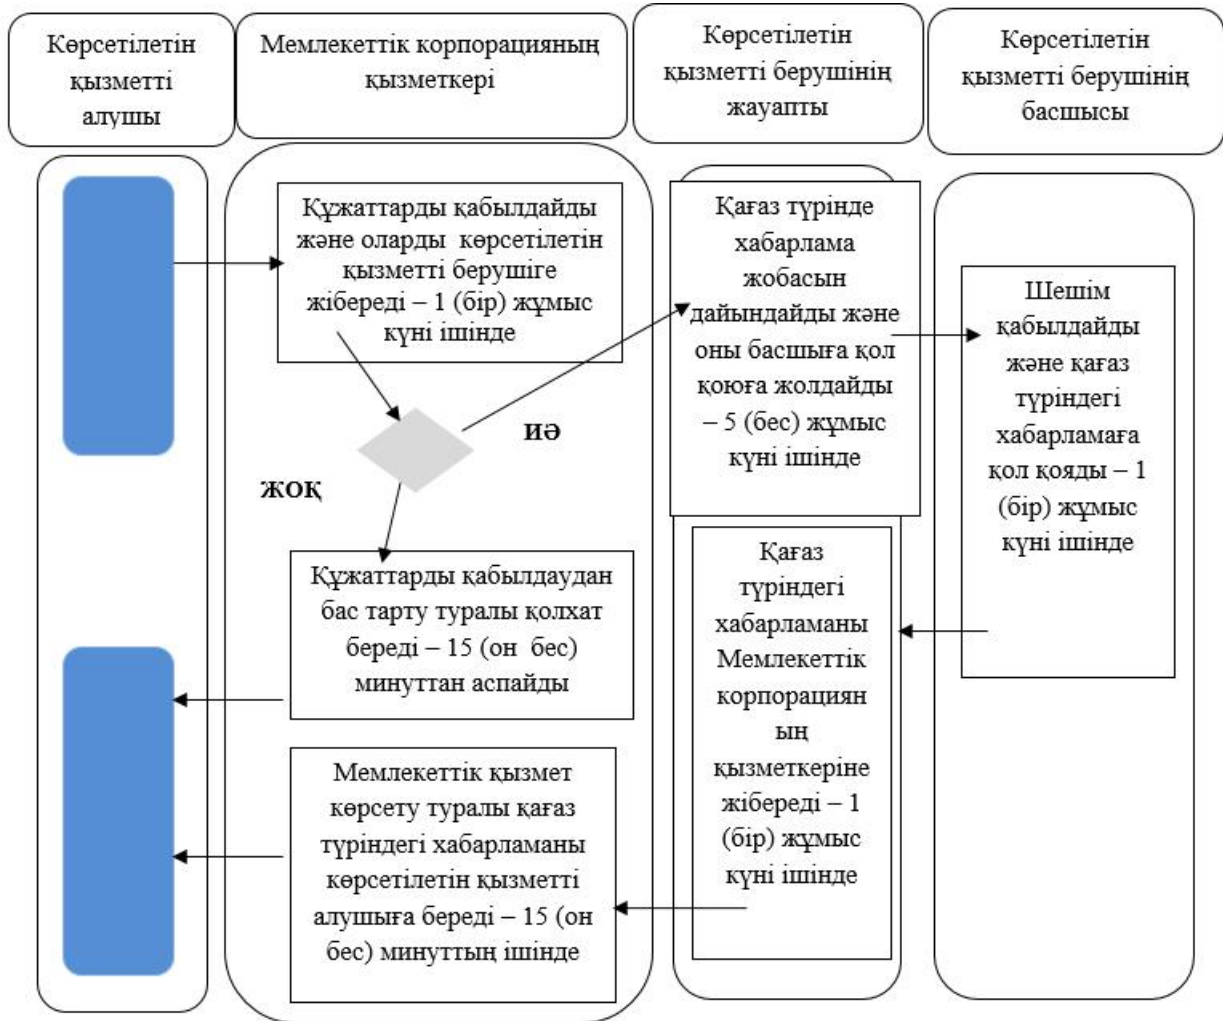 Көрсетілетін
қызметті
алушы
Мемлекеттік корпорацияның
қызметкері
Көрсетілетін
қызметті берушінің
жауапты
Көрсетілетін
қызметті берушінің
басшысы
Құжаттарды қабылдайды
және оларды көрсетілетін
қызметті берушіге
жібереді – 1 (бір) жұмыс
күні ішінде
ИӘ
ЖОҚ
Құжаттарды қабылдаудан
бас тарту туралы қолхат
береді – 15 (он бес)
минуттан аспайды
Мемлекеттік қызмет
көрсету туралы қағаз
түріндегі хабарламаны
көрсетілетін қызметті
алушыға береді – 15 (он
бес) минуттың ішінде
Қағаз түрінде
хабарлама
жобасын
дайындайды және
оны басшыға қол
қоюға жолдайды
– 5 (бес) жұмыс
күні ішінде
Қағаз
түріндегі
хабарламаны
Мемлекеттік
корпорациян
ың
қызметкеріне
жібереді – 1
(бір) жұмыс
күні ішінде
Шешім
қабылдайды
және қағаз
түріндегі
хабарламаға
қол қояды – 1
(бір) жұмыс
күні ішінде